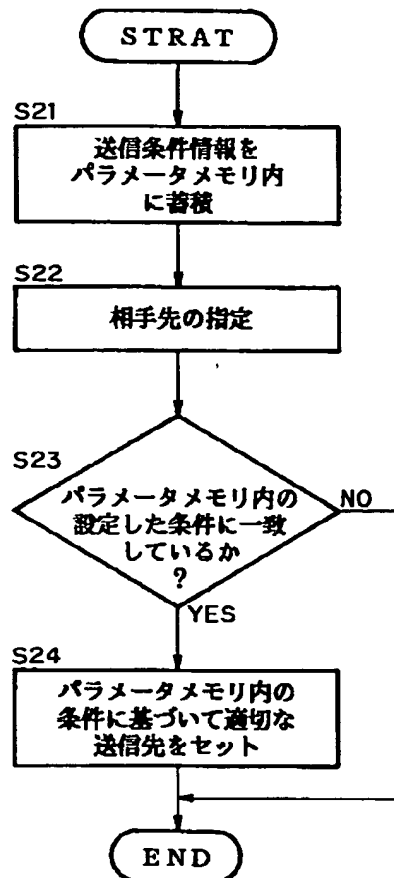 STRAT
S21
送信条件情報を
パラメータメモリ内
に蓄積
S22
相手先の指定
S23
パラメータメモリ内の
設定した条件に一致
しているか
?
NO
YES
S24
パラメータメモリ内の
条件に基づいて適切な
送信先をセット
END